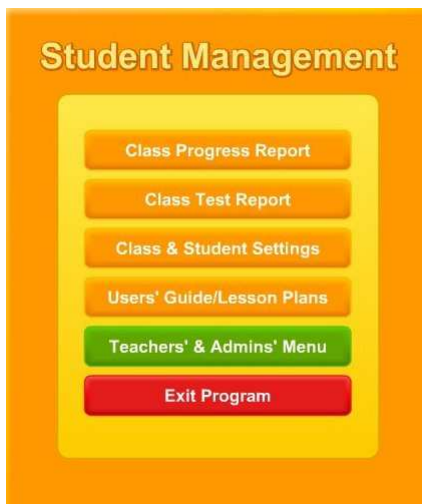 Student Management
Class Progress Report
Class Test Report
Class & Student Settings
Users' Guide/Lesson Plans
Teachers' & Admins' Menu
Exit Program